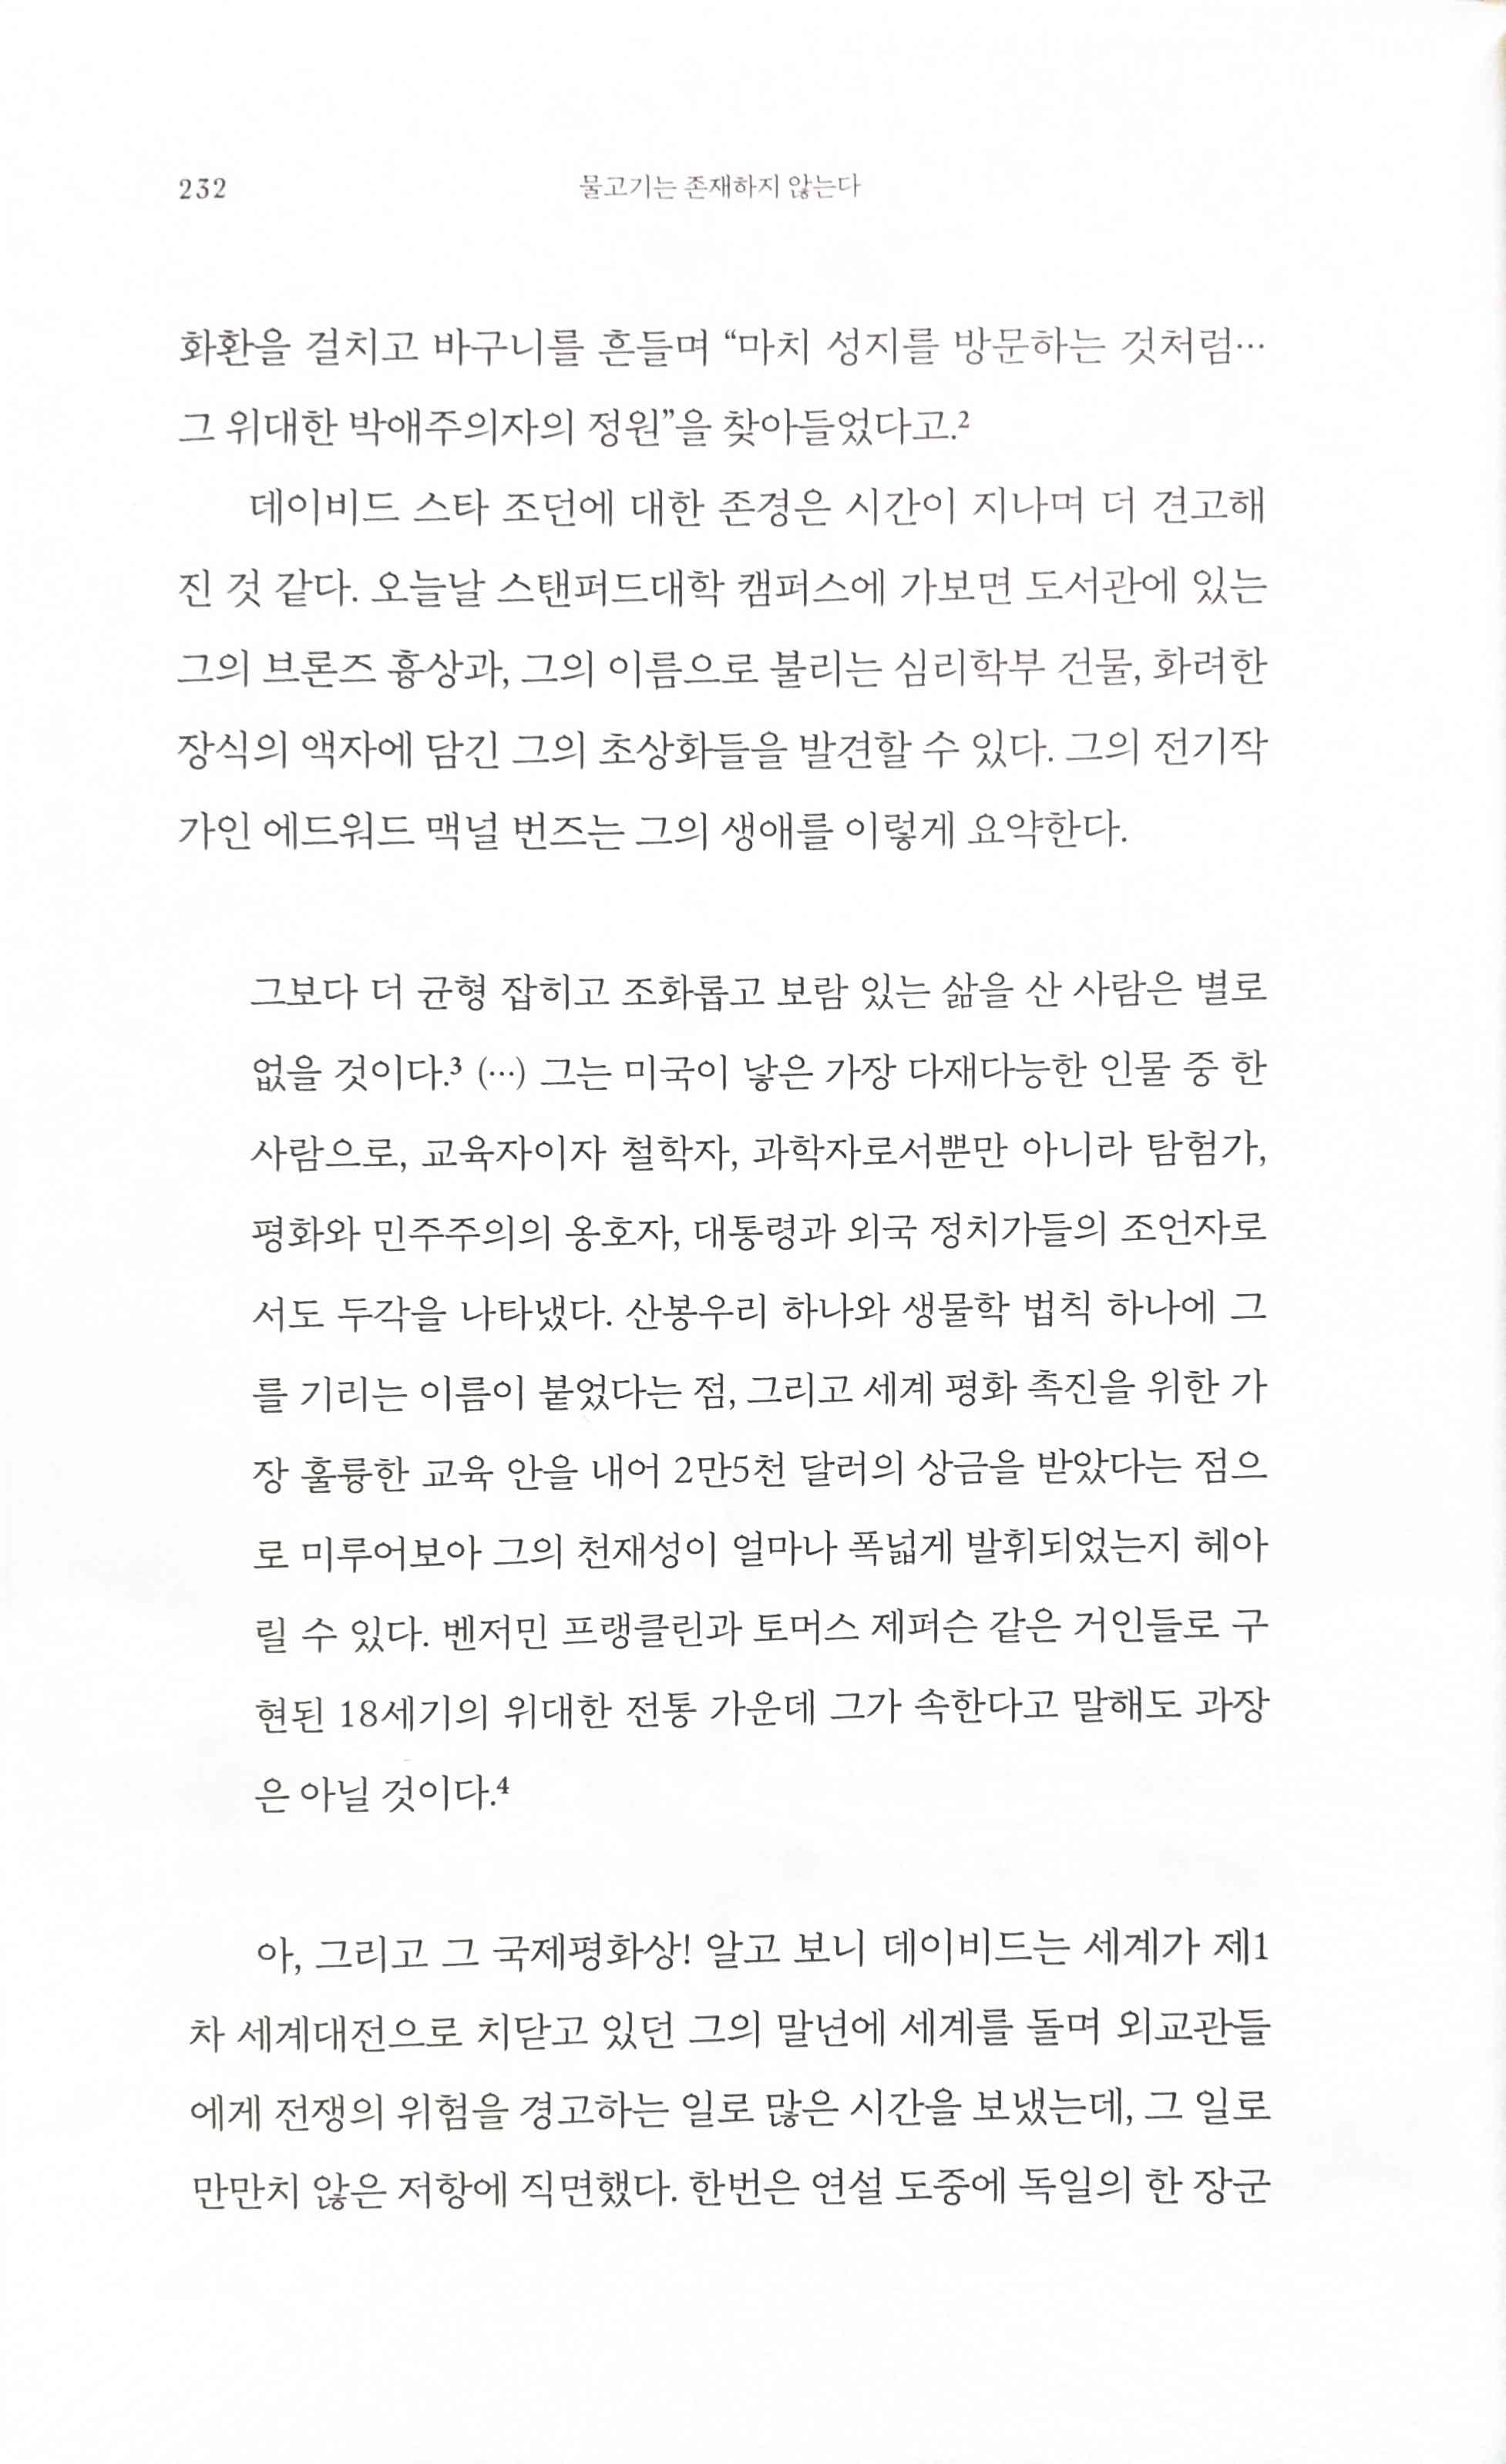 232
물고기는 존재하지 않는다
화환을 걸치고 바구니를 흔들며 “마치 성지를 방문하는 것처럼…
그 위대한 박애주의자의 정원”을 찾아들었다고.²
데이비드 스타 조던에 대한 존경은 시간이 지나며 더 견고해
진 것 같다. 오늘날 스탠퍼드대학 캠퍼스에 가보면 도서관에 있는
그의 브론즈 흉상과, 그의 이름으로 불리는 심리학부 건물, 화려한
장식의 액자에 담긴 그의 초상화들을 발견할 수 있다. 그의 전기작
가인 에드워드 맥널 번즈는 그의 생애를 이렇게 요약한다.
그보다 더 균형 잡히고 조화롭고 보람 있는 삶을 산 사람은 별로
없을 것이다.³ (…) 그는 미국이 낳은 가장 다재다능한 인물 중 한
사람으로, 교육자이자 철학자, 과학자로서뿐만 아니라 탐험가,
평화와 민주주의의 옹호자, 대통령과 외국 정치가들의 조언자로
서도 두각을 나타냈다. 산봉우리 하나와 생물학 법칙 하나에 그
를 기리는 이름이 붙었다는 점, 그리고 세계 평화 촉진을 위한 가
장 훌륭한 교육 안을 내어 2만5천 달러의 상금을 받았다는 점으
로 미루어보아 그의 천재성이 얼마나 폭넓게 발휘되었는지 헤아
릴 수 있다. 벤저민 프랭클린과 토머스 제퍼슨 같은 거인들로 구
현된 18세기의 위대한 전통 가운데 그가 속한다고 말해도 과장
은 아닐 것이다.⁴
아, 그리고 그 국제평화상! 알고 보니 데이비드는 세계가 제1
차 세계대전으로 치닫고 있던 그의 말년에 세계를 돌며 외교관들
에게 전쟁의 위험을 경고하는 일로 많은 시간을 보냈는데, 그 일로
만만치 않은 저항에 직면했다. 한번은 연설 도중에 독일의 한 장군